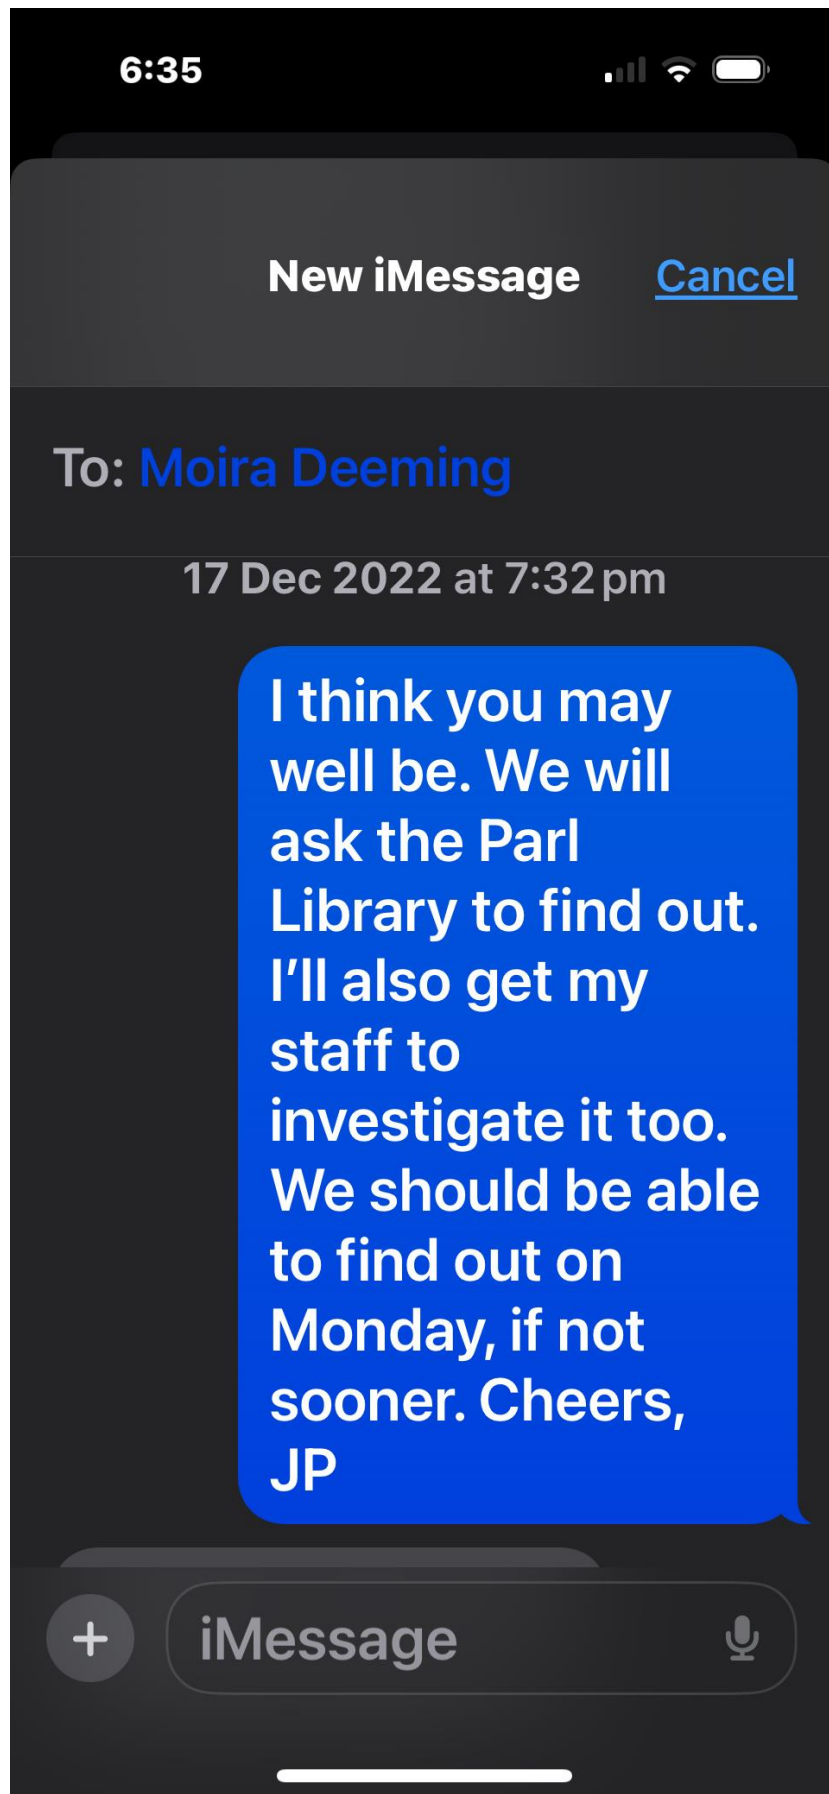 6:35
New iMessage
Cancel
To: Moira Deeming
17 Dec 2022 at 7:32 pm
I think you may
well be. We will
ask the Parl
Library to find out.
I’ll also get my
staff to
investigate it too.
We should be able
to find out on
Monday, if not
sooner. Cheers,
JP
iMessage